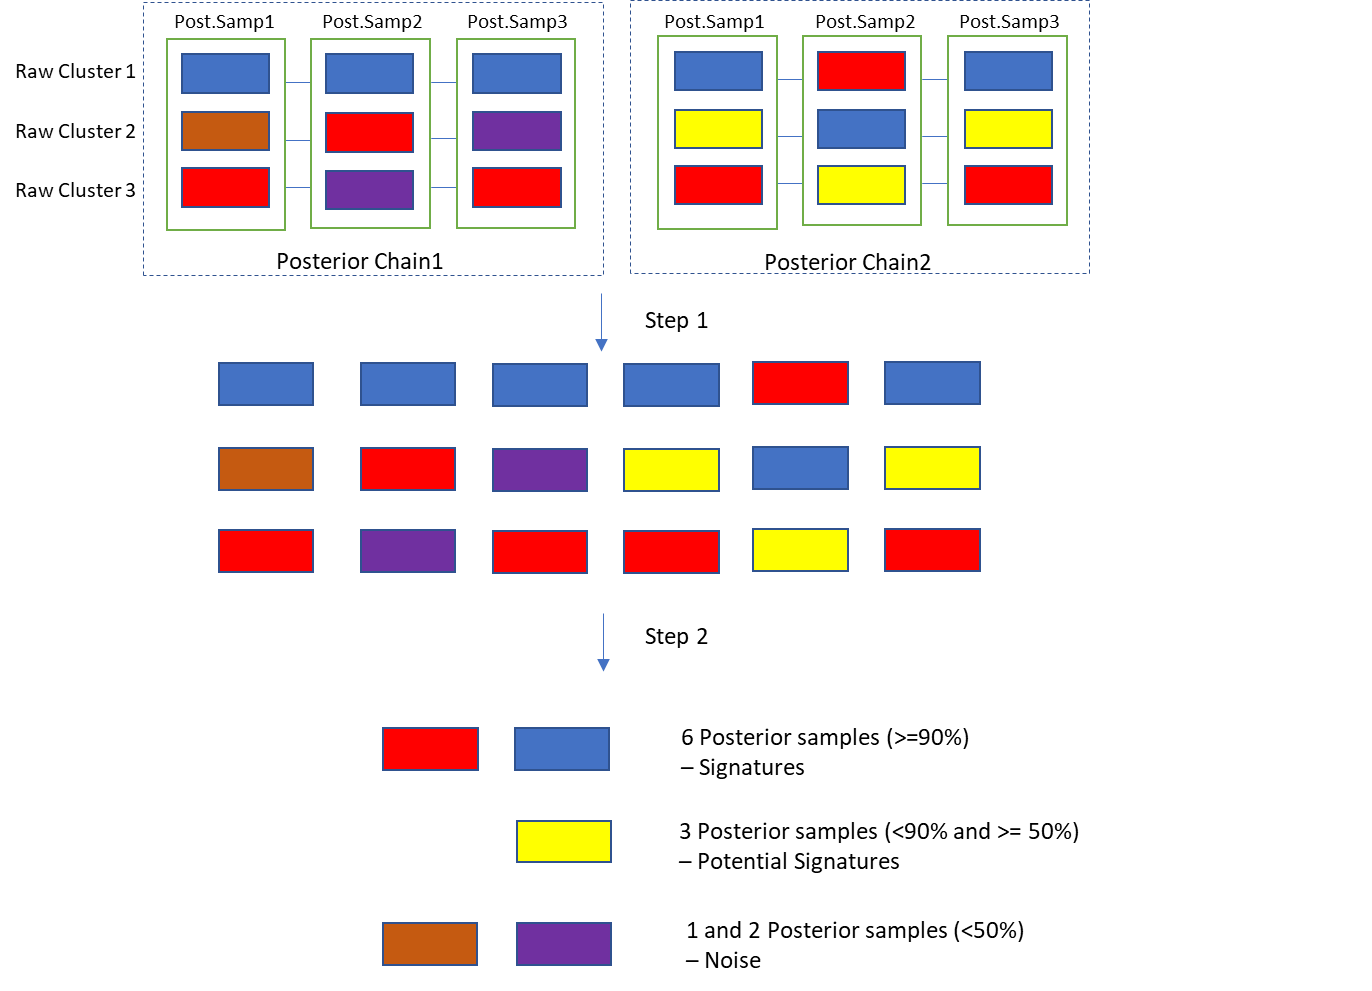 Post.Samp1 Post.Samp2 Post.Samp3
Post.Samp1 Post.Samp2 Post.Samp3
Raw Cluster 1
Raw Cluster 2
Raw Cluster 3
Posterior Chain1
Posterior Chain2
Step 1
Step 2
6 Posterior samples (>=90%)
– Signatures
3 Posterior samples (<90% and >= 50%)
– Potential Signatures
1 and 2 Posterior samples (<50%)
– Noise